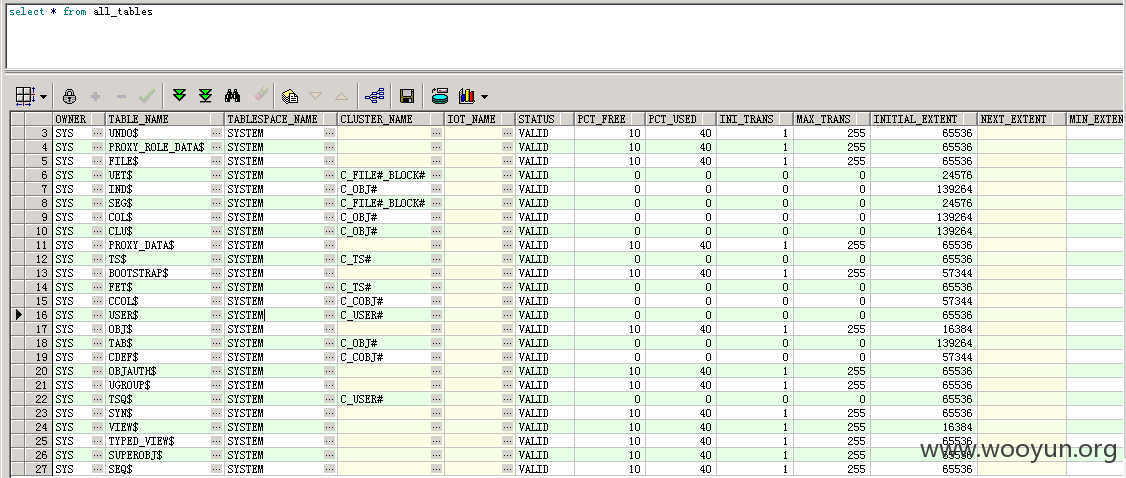 select * from all_tables
OWNER TABLE_NAME TABLESPACE_NAME CLUSTER_NAME IOT_NAME STATUS PCT_FREE PCT_USED INI_TRANS MAX_TRANS INITIAL_EXTENT NEXT_EXTENT MIN_EXTEN
3 SYS UNDO$ SYSTEM VALID 10 40 1 255 65536
4 SYS PROXY_ROLE_DATA$ SYSTEM VALID 10 40 1 255 65536
5 SYS FILE$ SYSTEM VALID 10 40 1 255 65536
6 SYS UET$ SYSTEM C_FILE#_BLOCK# VALID 0 0 0 0 24576
7 SYS IND$ SYSTEM C_OBJ# VALID 0 0 0 0 139264
8 SYS SEG$ SYSTEM C_FILE#_BLOCK# VALID 0 0 0 0 24576
9 SYS COL$ SYSTEM C_OBJ# VALID 0 0 0 0 139264
10 SYS CLU$ SYSTEM C_OBJ# VALID 0 0 0 0 139264
11 SYS PROXY_DATA$ SYSTEM VALID 10 40 1 255 65536
12 SYS TS$ SYSTEM C_TS# VALID 0 0 0 0 65536
13 SYS BOOTSTRAP$ SYSTEM VALID 10 40 1 255 57344
14 SYS FET$ SYSTEM C_TS# VALID 0 0 0 0 65536
15 SYS CCOL$ SYSTEM C_COBJ# VALID 0 0 0 0 57344
16 SYS USER$ SYSTEM C_USER# VALID 0 0 0 0 65536
17 SYS OBJ$ SYSTEM VALID 10 40 1 255 16384
18 SYS TAB$ SYSTEM C_OBJ# VALID 0 0 0 0 139264
19 SYS CDEF$ SYSTEM C_COBJ# VALID 0 0 0 0 57344
20 SYS OBJAUTH$ SYSTEM VALID 10 40 1 255 65536
21 SYS UGROUP$ SYSTEM VALID 10 40 1 255 65536
22 SYS TSQ$ SYSTEM C_USER# VALID 0 0 0 0 65536
23 SYS SYN$ SYSTEM VALID 10 40 1 255 65536
24 SYS VIEW$ SYSTEM VALID 10 40 1 255 16384
25 SYS TYPED_VIEW$ SYSTEM VALID 10 40 1 255 65536
26 SYS SUPEROBJ$ SYSTEM VALID 10 40 1 255 65536
27 SYS SEQ$ SYSTEM VALID 10 40 1 255 65536
www.wooyun.org